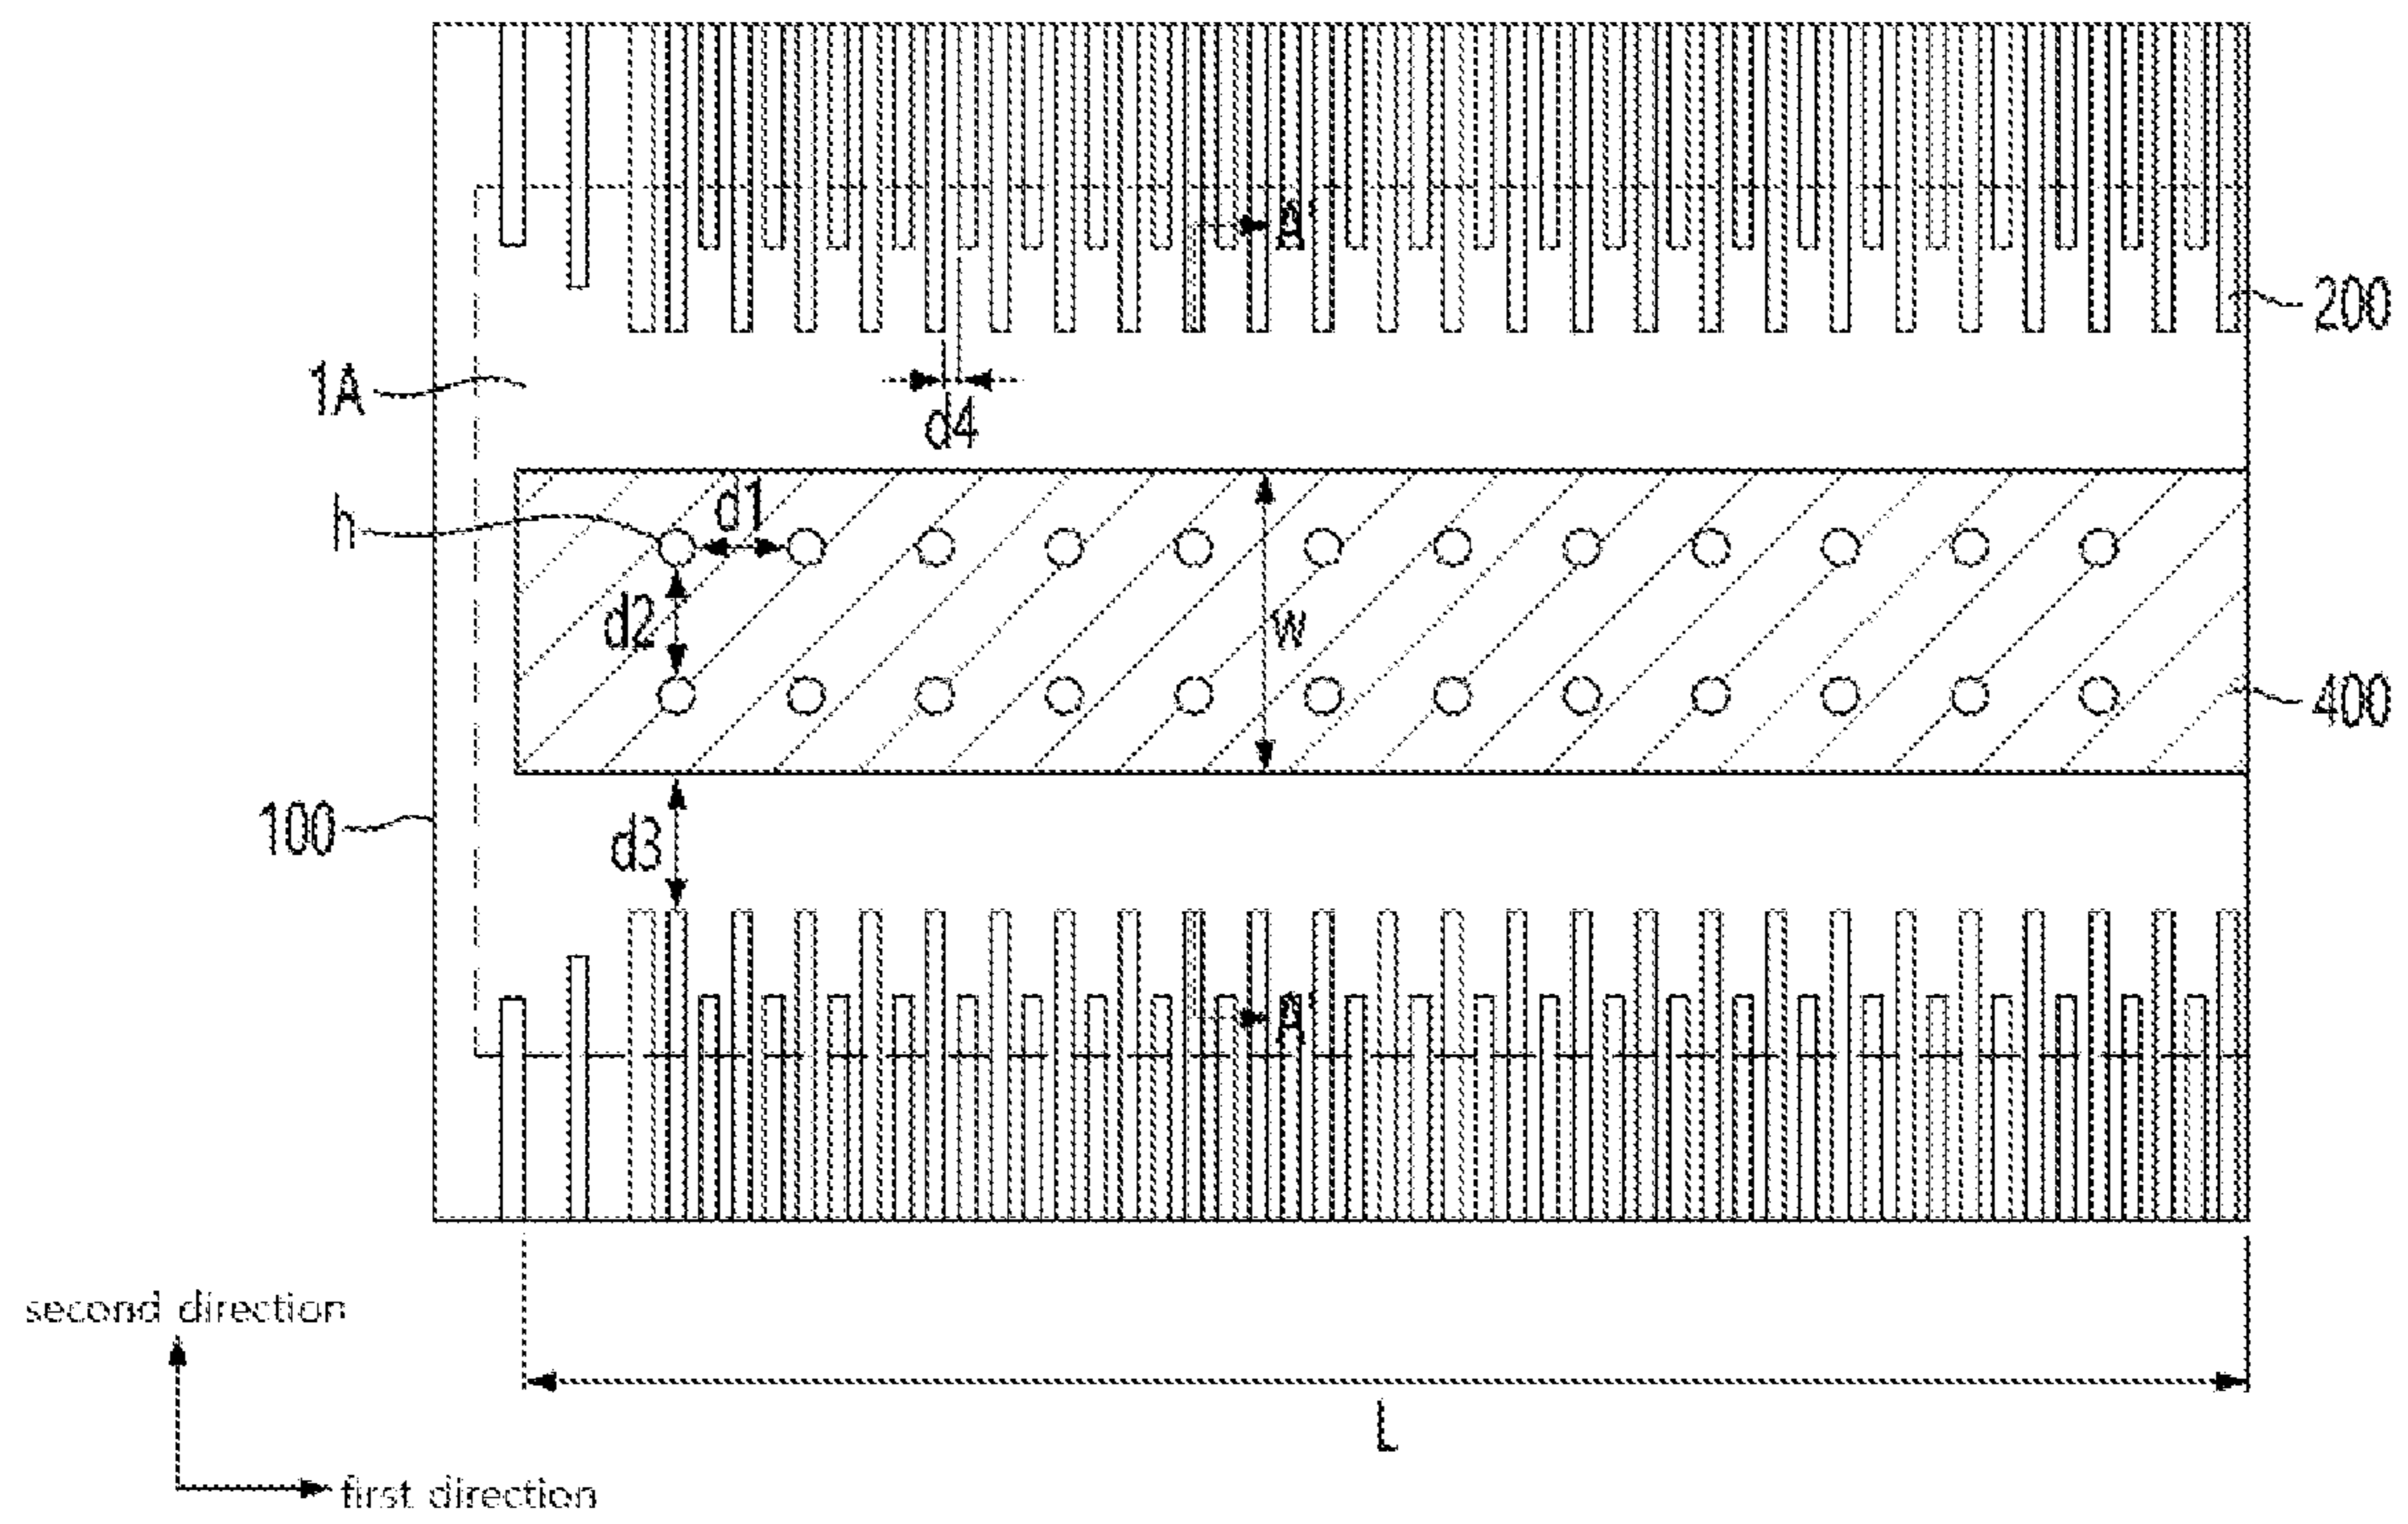 A
200
1A
d4
d1
h
d2
w
400
100
d3
A'
second direction
L
first direction